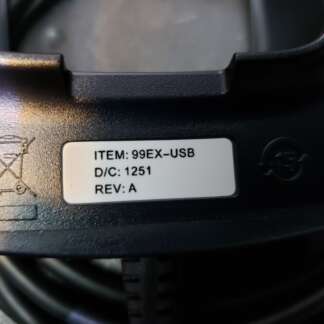 ITEM: 99EX-USB
D/C: 1251
REV: A